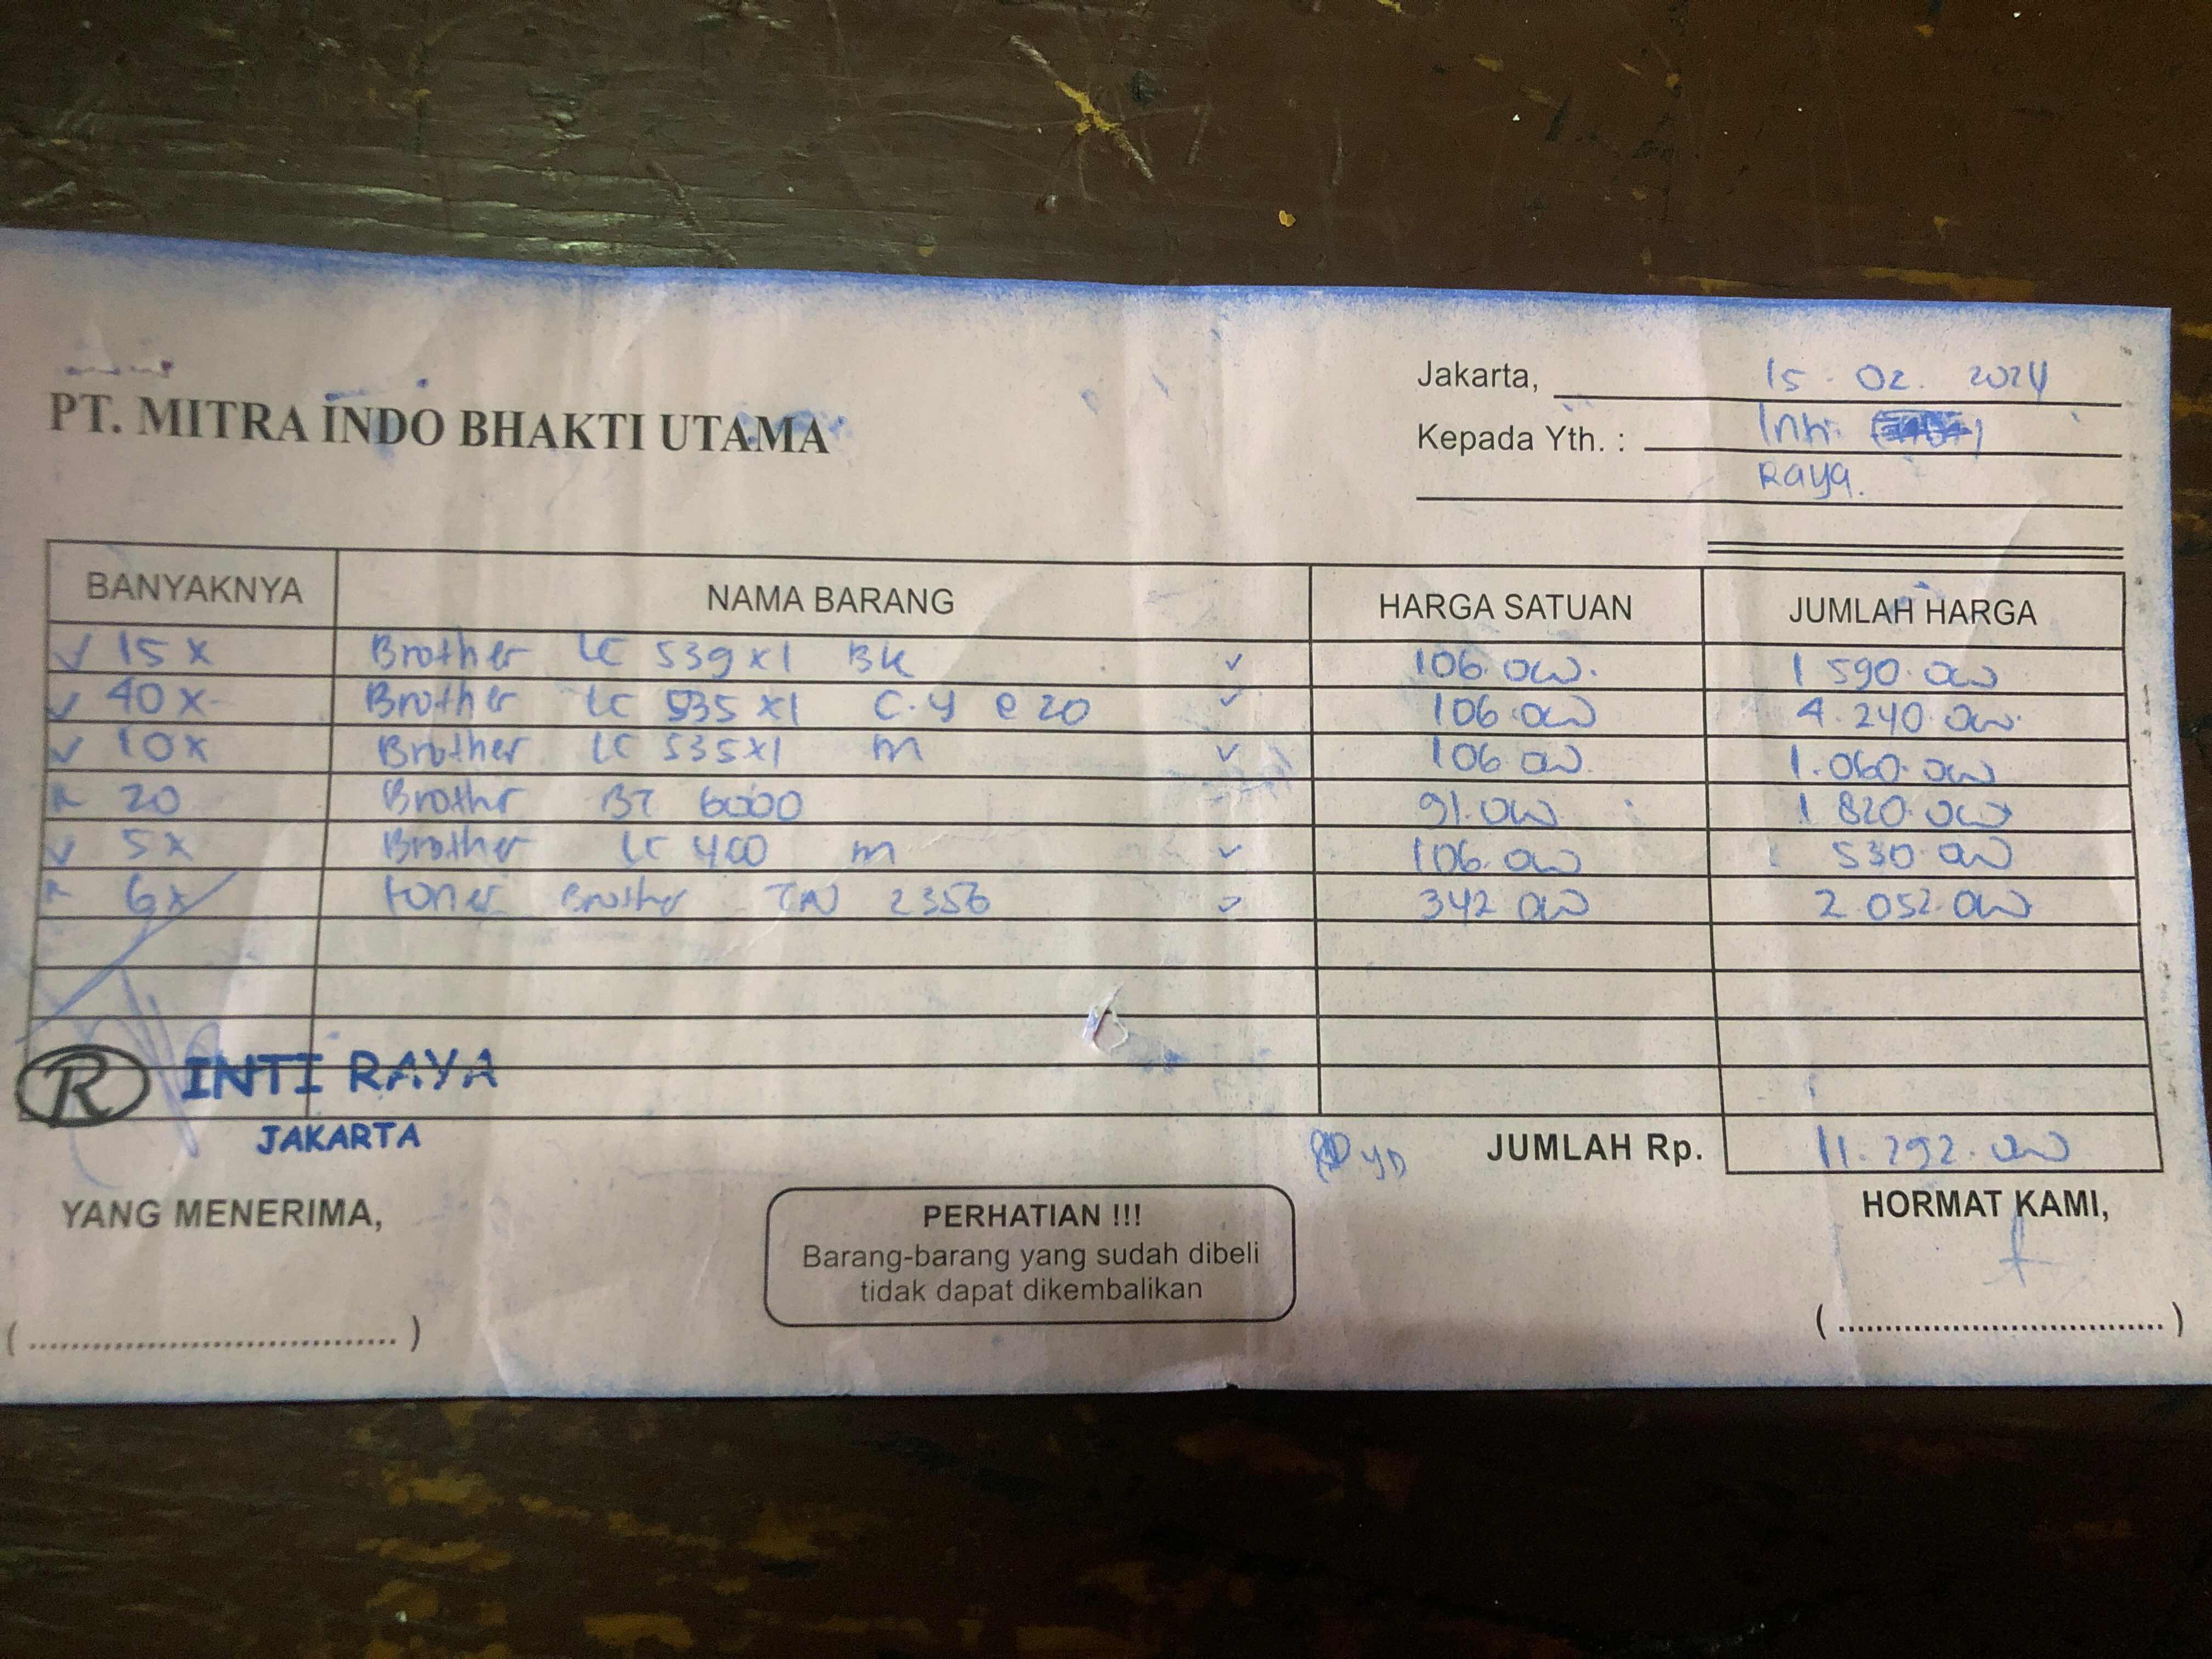 PT. MITRA INDO BHAKTI UTAMA
Jakarta, 15 . 02 . 2024
Kepada Yth. : Inti
Raya.
BANYAKNYA NAMA BARANG HARGA SATUAN JUMLAH HARGA
15 x Brother LC 539 x l BK 106.000. 1 590.000
40 x Brother LC 535 x l C.Y @ 20 106.000 4.240.000
10 x Brother LC 535 x l m 106 000 1.060.000
20 Brothr BT 6000 91.000 1 820.000
5 x Brother LC 400 m 106.000 530 000
6 x toner Brother TN 2356 342 000 2.052.000
R INTI RAYA
JAKARTA
JUMLAH Rp. 11.292.000
YANG MENERIMA,
PERHATIAN !!!
Barang-barang yang sudah dibeli
tidak dapat dikembalikan
HORMAT KAMI,
(....................................)
(....................................)